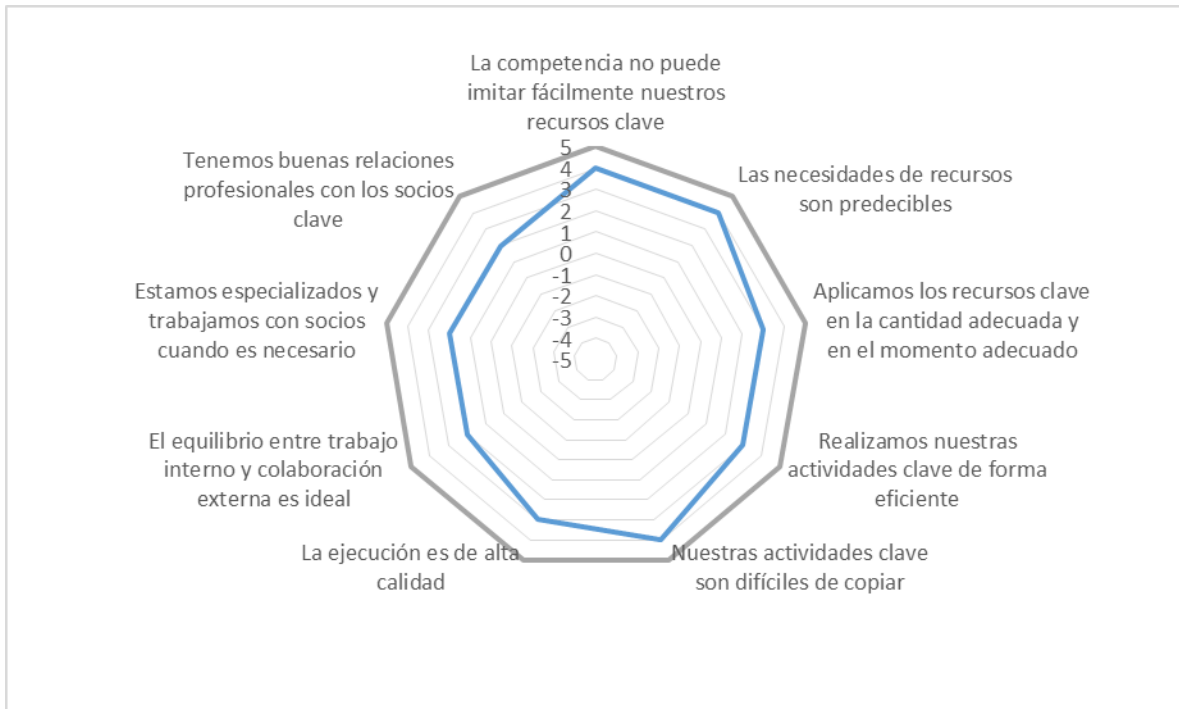 La competencia no puede
imitar fácilmente nuestros
recursos clave
Las necesidades de recursos
son predecibles
Aplicamos los recursos clave
en la cantidad adecuada y
en el momento adecuado
Realizamos nuestras
actividades clave de forma
eficiente
Nuestras actividades clave
son difíciles de copiar
La ejecución es de alta
calidad
El equilibrio entre trabajo
interno y colaboración
externa es ideal
Estamos especializados y
trabajamos con socios
cuando es necesario
Tenemos buenas relaciones
profesionales con los socios
clave
5
4
3
2
1
0
-1
-2
-3
-4
-5